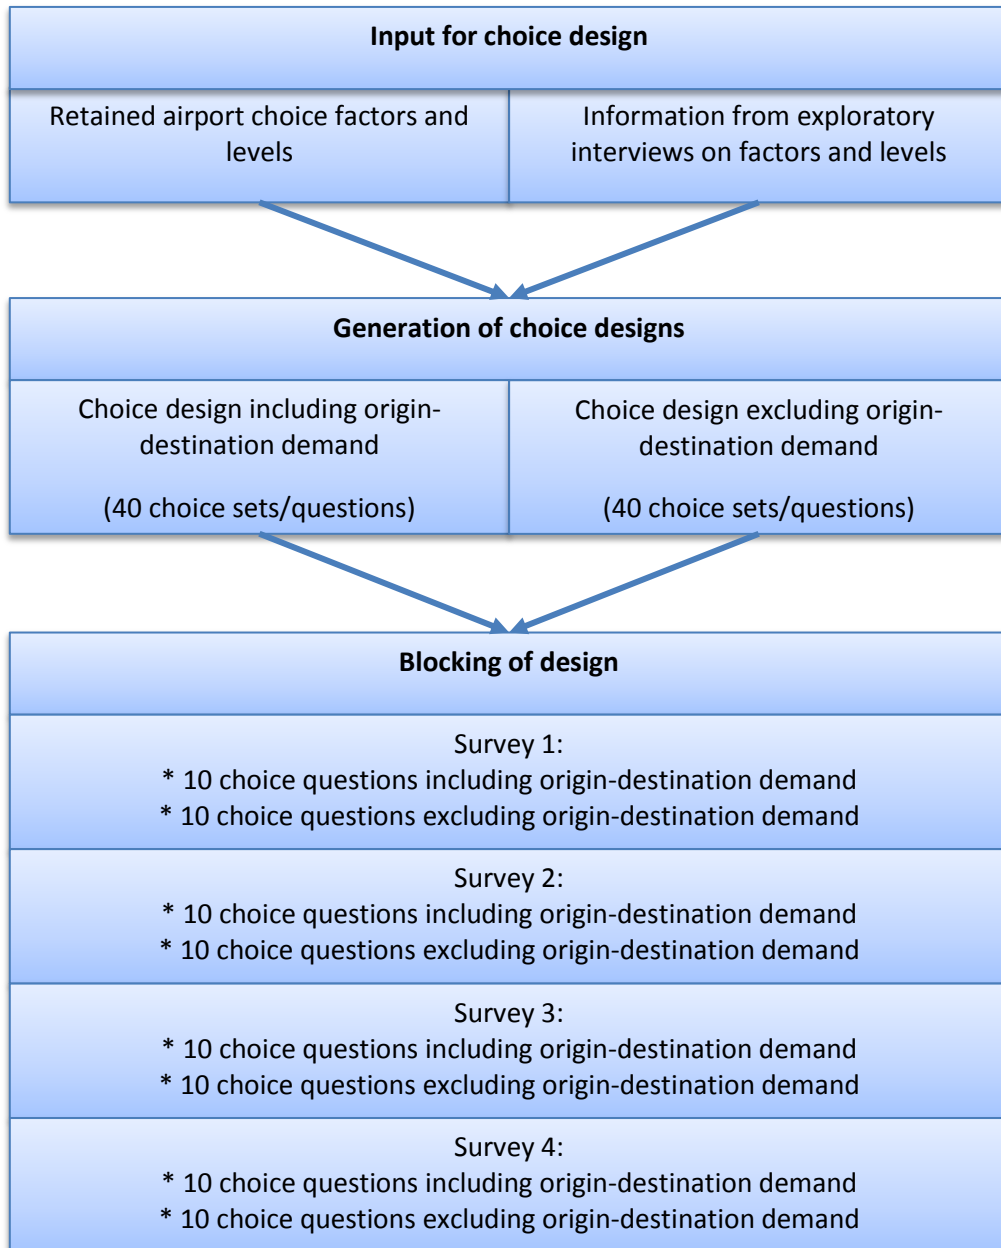 Input for choice design
Retained airport choice factors and
levels
Information from exploratory
interviews on factors and levels
Generation of choice designs
Choice design including origin-
destination demand
(40 choice sets/questions)
Choice design excluding origin-
destination demand
(40 choice sets/questions)
Blocking of design
Survey 1:
* 10 choice questions including origin-destination demand
* 10 choice questions excluding origin-destination demand
Survey 2:
* 10 choice questions including origin-destination demand
* 10 choice questions excluding origin-destination demand
Survey 3:
* 10 choice questions including origin-destination demand
* 10 choice questions excluding origin-destination demand
Survey 4:
* 10 choice questions including origin-destination demand
* 10 choice questions excluding origin-destination demand